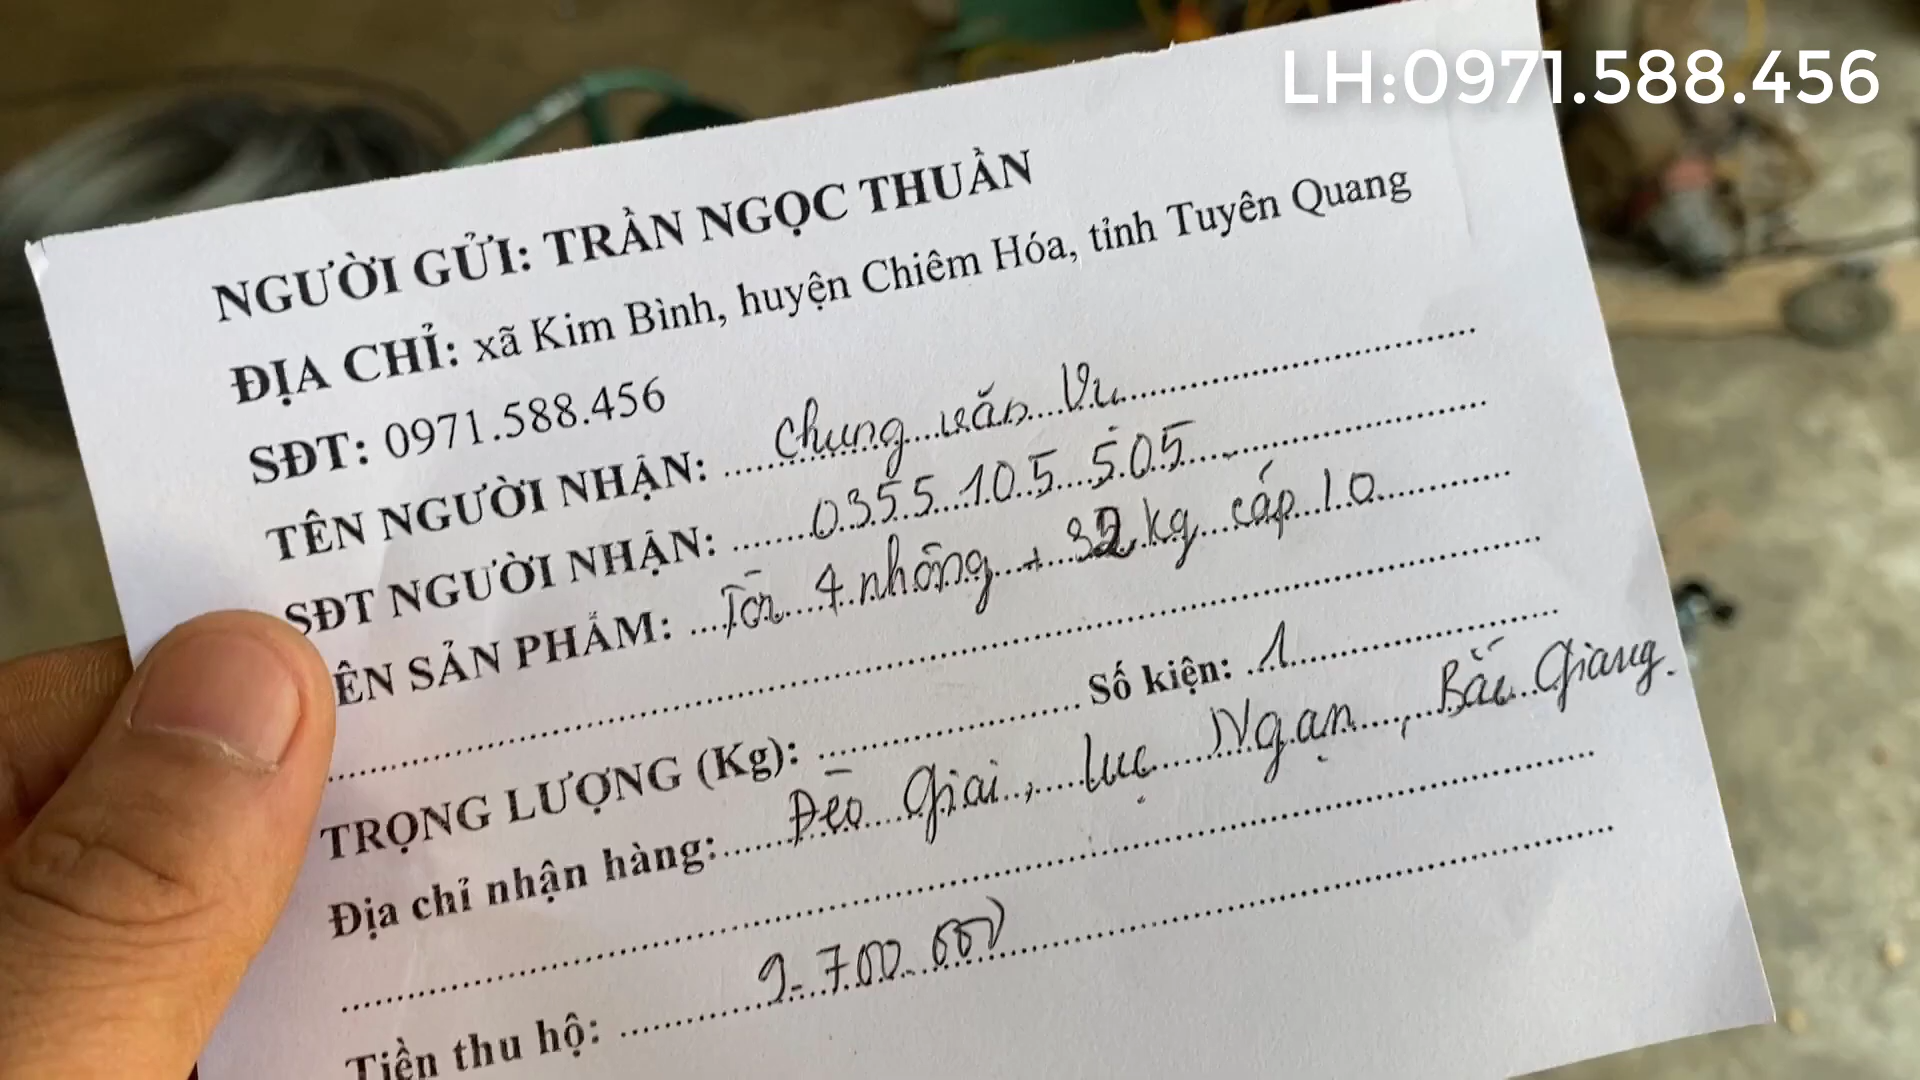 LH:0971.588.456
NGƯỜI GỬI: TRẦN NGỌC THUẦN
ĐỊA CHỈ: xã Kim Bình, huyện Chiêm Hóa, tỉnh Tuyên Quang
SĐT: 0971.588.456
TÊN NGƯỜI NHẬN: Chung văn Vu
SĐT NGƯỜI NHẬN: 0355 105 505
ÊN SẢN PHẨM: Tời 4 nhông + 32 kg cáp 10
TRỌNG LƯỢNG (Kg): Số kiện: 1
Địa chỉ nhận hàng: Đèo Giai, Lục Ngạn, Bắc Giang.
Tiền thu hộ: 9.700.000